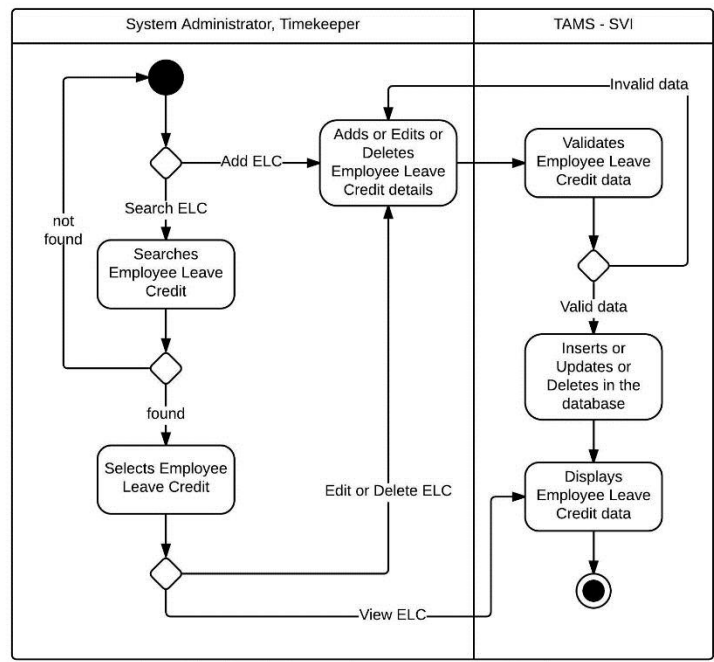 System Administrator, Timekeeper
TAMS - SVI
Invalid data
Adds or Edits or
Deletes
Employee Leave
Credit details
Validates
Employee Leave
Credit data
Add ELC
Search ELC
not
found
Searches
Employee Leave
Credit
Valid data
Inserts or
Updates or
Deletes in the
database
found
Selects Employee
Leave Credit
Edit or Delete ELC
Displays
Employee Leave
Credit data
View ELC